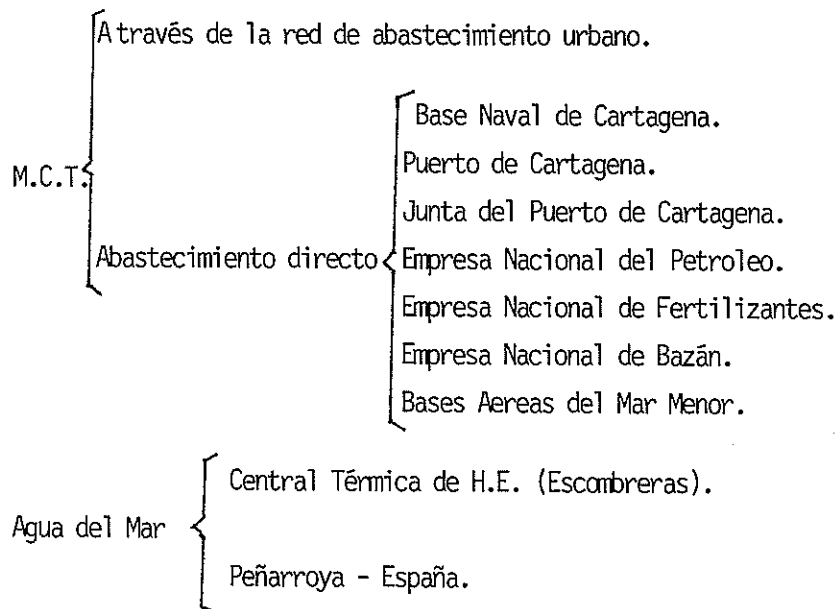 A través de la red de abastecimiento urbano.
M.C.T.
Abastecimiento directo
Base Naval de Cartagena.
Puerto de Cartagena.
Junta del Puerto de Cartagena.
Empresa Nacional del Petroleo.
Empresa Nacional de Fertilizantes.
Empresa Nacional de Bazán.
Bases Aereas del Mar Menor.
Agua del Mar
Central Térmica de H.E. (Escombreras).
Peñarroya - España.